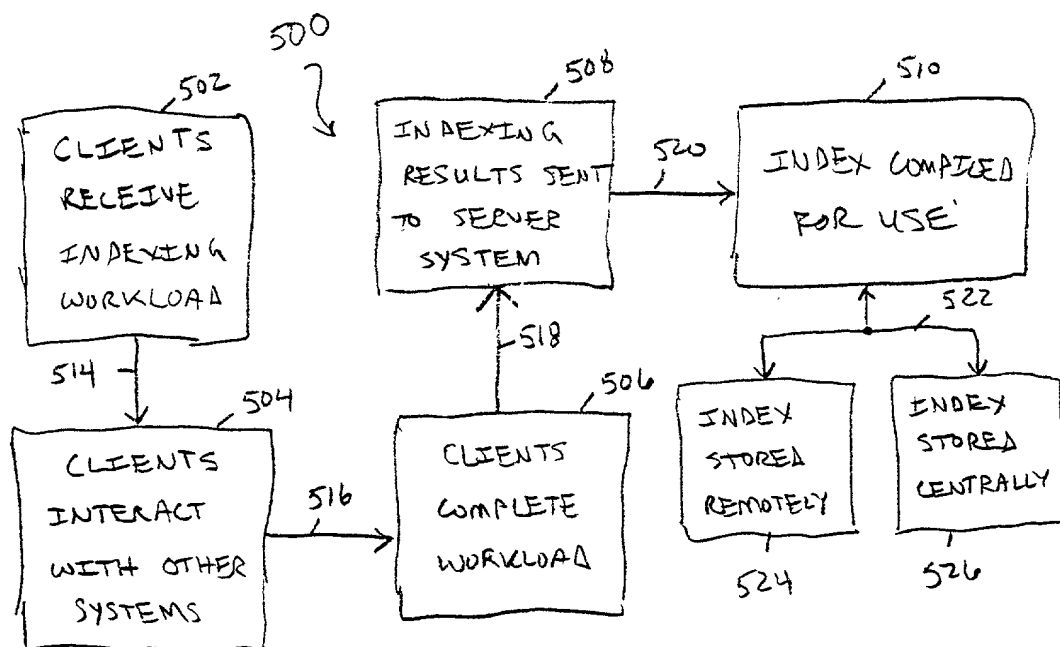 500
502
CLIENTS
RECEIVE
INDEXING
WORKLOAD
514
504
CLIENTS
INTERACT
WITH OTHER
SYSTEMS
516
506
CLIENTS
COMPLETE
WORKLOAD
518
508
INDEXING
RESULTS SENT
TO SERVER
SYSTEM
520
510
INDEX COMPILED
FOR USE
522
INDEX
STORED
REMOTELY
524
INDEX
STORED
CENTRALLY
526